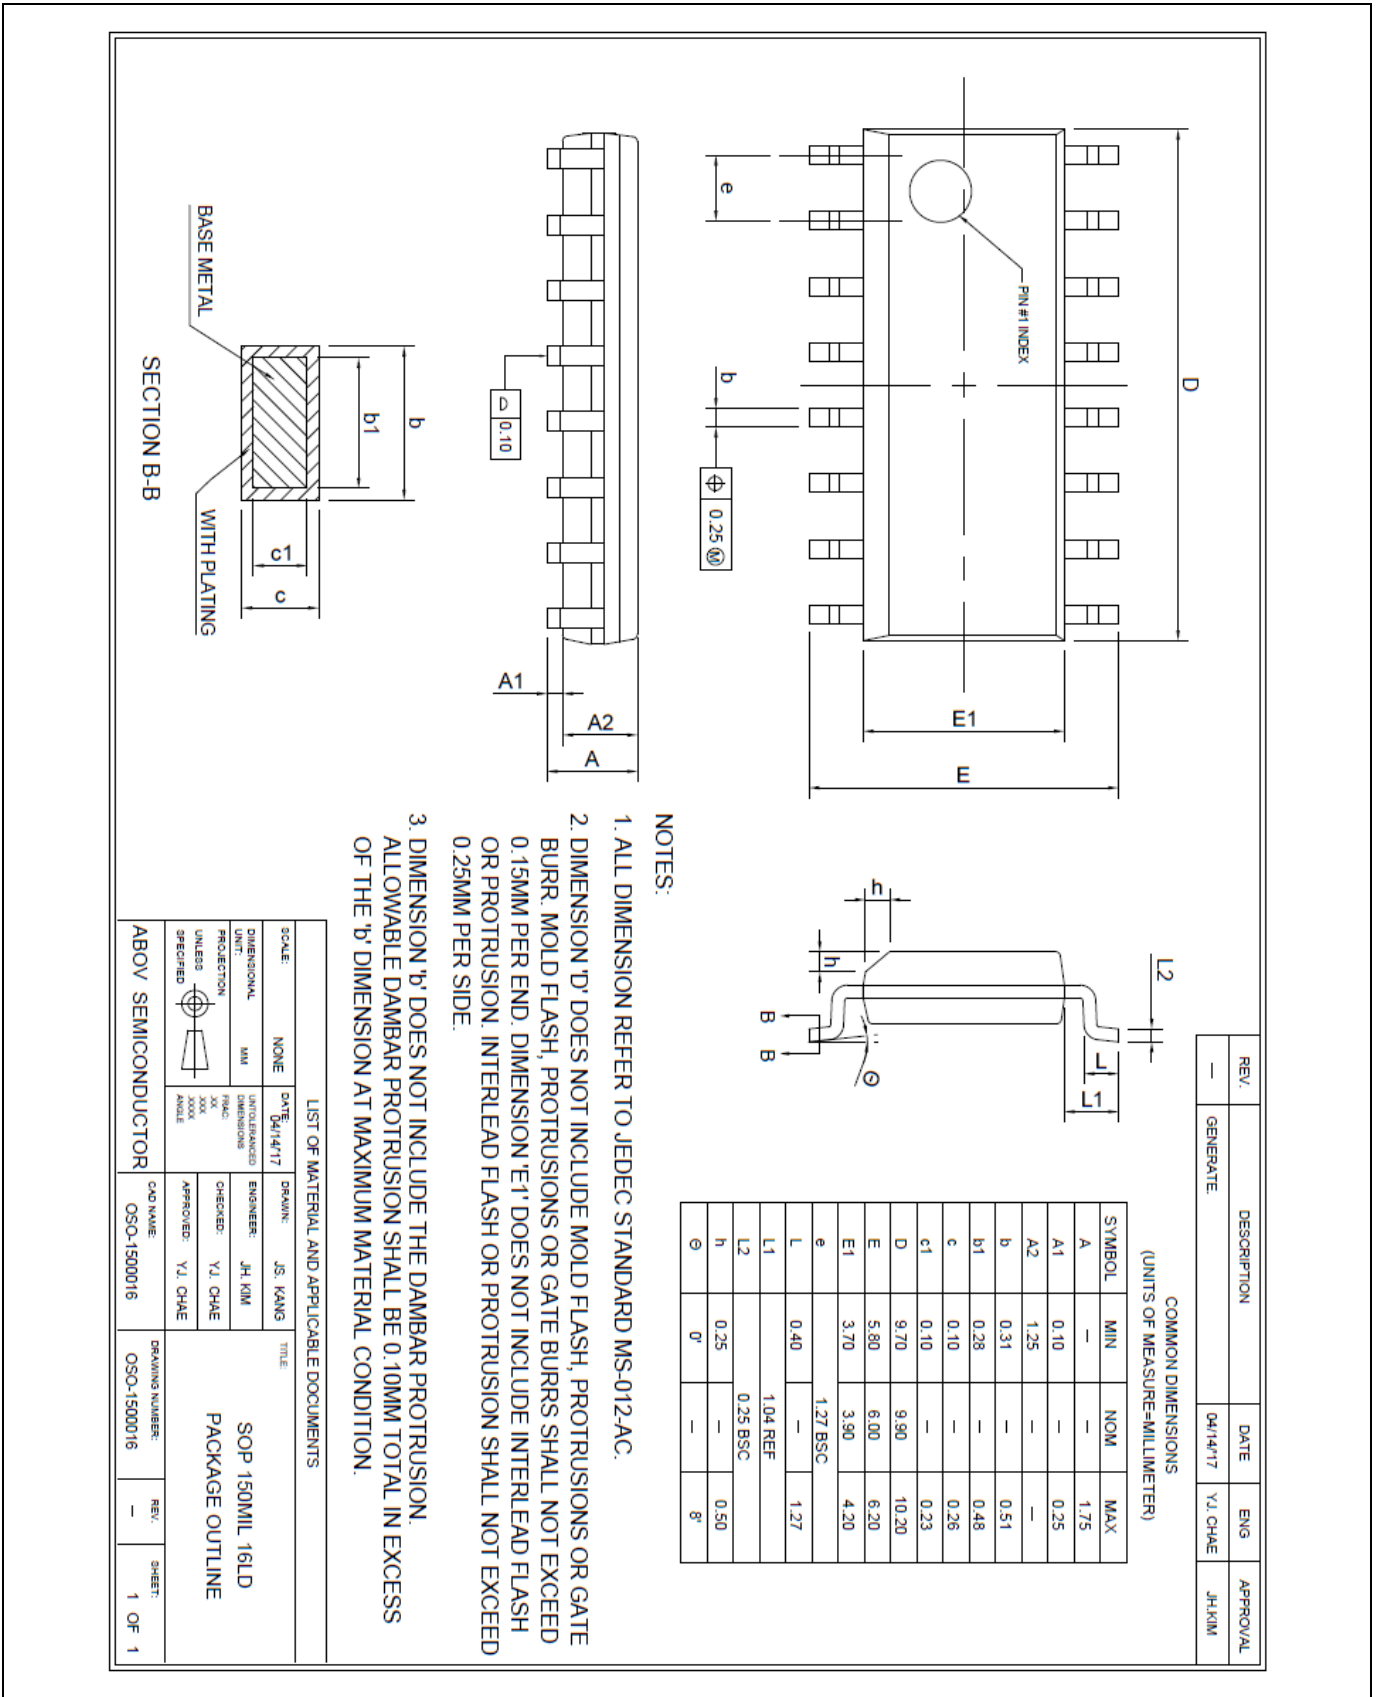 REV. DESCRIPTION DATE ENG APPROVAL
— GENERATE. 04/14/'17 YJ. CHAE JH.KIM
D
PIN #1 INDEX
e
b
0.25 Ⓜ
E1
E
h
h
L2
L
L1
B B
Θ
COMMON DIMENSIONS
(UNITS OF MEASURE=MILLIMETER)
SYMBOL MIN NOM MAX
A — — 1.75
A1 0.10 — 0.25
A2 1.25 — —
b 0.31 — 0.51
b1 0.28 — 0.48
c 0.10 — 0.26
c1 0.10 — 0.23
D 9.70 9.90 10.20
E 5.80 6.00 6.20
E1 3.70 3.90 4.20
e 1.27 BSC
L 0.40 — 1.27
L1 1.04 REF
L2 0.25 BSC
h 0.25 — 0.50
Θ 0° — 8°
0.10
A1
A2
A
b
b1
c1
c
BASE METAL
WITH PLATING
SECTION B-B
NOTES:
1. ALL DIMENSION REFER TO JEDEC STANDARD MS-012-AC.
2. DIMENSION 'D' DOES NOT INCLUDE MOLD FLASH, PROTRUSIONS OR GATE
BURR. MOLD FLASH, PROTRUSIONS OR GATE BURRS SHALL NOT EXCEED
0.15MM PER END. DIMENSION 'E1' DOES NOT INCLUDE INTERLEAD FLASH
OR PROTRUSION. INTERLEAD FLASH OR PROTRUSION SHALL NOT EXCEED
0.25MM PER SIDE.
3. DIMENSION 'b' DOES NOT INCLUDE THE DAMBAR PROTRUSION.
ALLOWABLE DAMBAR PROTRUSION SHALL BE 0.10MM TOTAL IN EXCESS
OF THE 'b' DIMENSION AT MAXIMUM MATERIAL CONDITION.
LIST OF MATERIAL AND APPLICABLE DOCUMENTS
SCALE: NONE
DATE: 04/14/'17
DRAWN: JS. KANG
TITLE:
SOP 150MIL 16LD
PACKAGE OUTLINE
DIMENSIONAL
UNIT: MM
UNTOLERANCED
DIMENSIONS
FRAC:
.XX
.XXX
.XXXX
ANGLE
ENGINEER: JH. KIM
PROJECTION
UNLESS
SPECIFIED
CHECKED: YJ. CHAE
APPROVED: YJ. CHAE
ABOV SEMICONDUCTOR
CAD NAME: OSO-1500016
DRAWING NUMBER: OSO-1500016
REV. —
SHEET: 1 OF 1